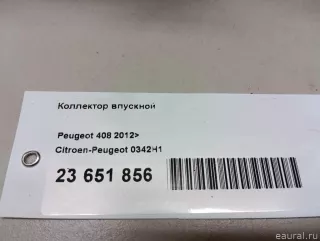 Коллектор впускной
Peugeot 408 2012>
Citroen-Peugeot 0342H1
23 651 856
eaural.ru